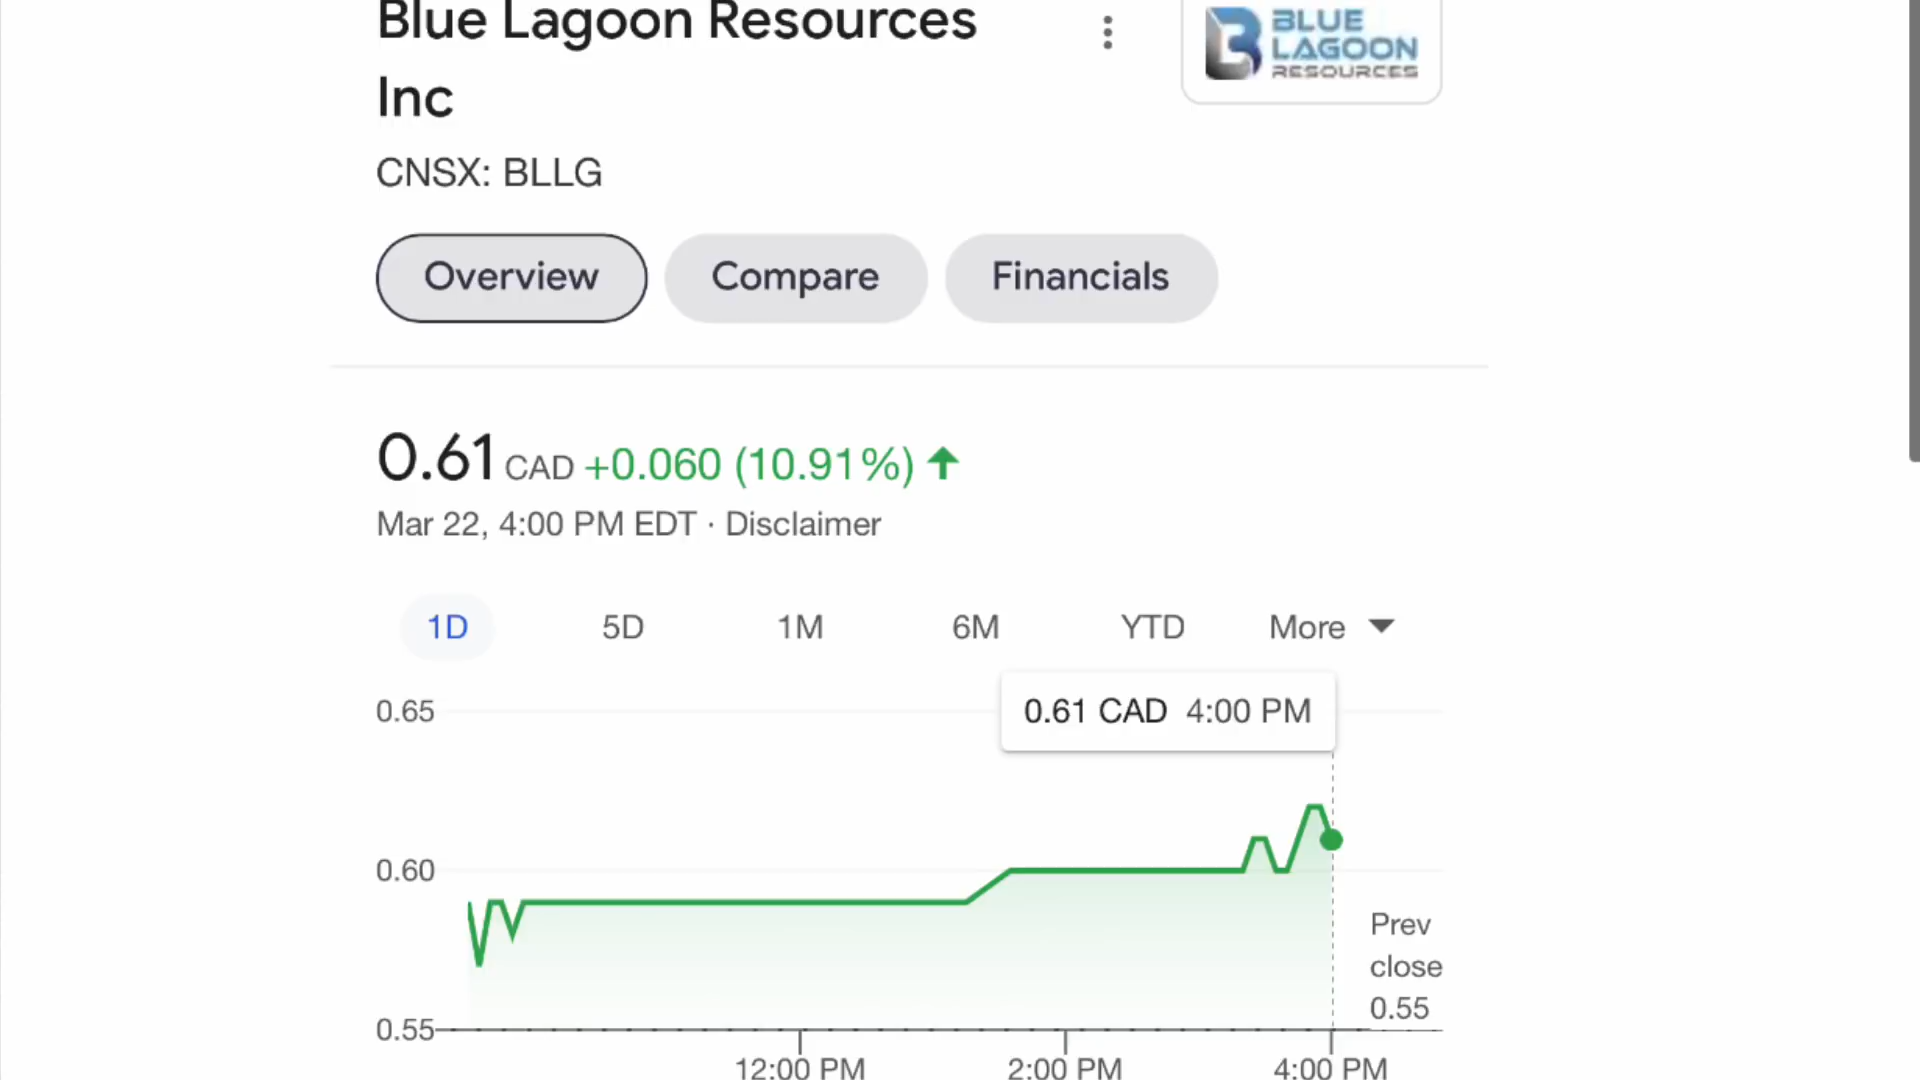 Blue Lagoon Resources
Inc
BLUE
LAGOON
RESOURCES
CNSX: BLLG
Overview
Compare
Financials
0.61 CAD +0.060 (10.91%)
Mar 22, 4:00 PM EDT · Disclaimer
1D
5D
1M
6M
YTD
More
0.61 CAD 4:00 PM
0.65
0.60
0.55
Prev
close
0.55
12:00 PM
2:00 PM
4:00 PM